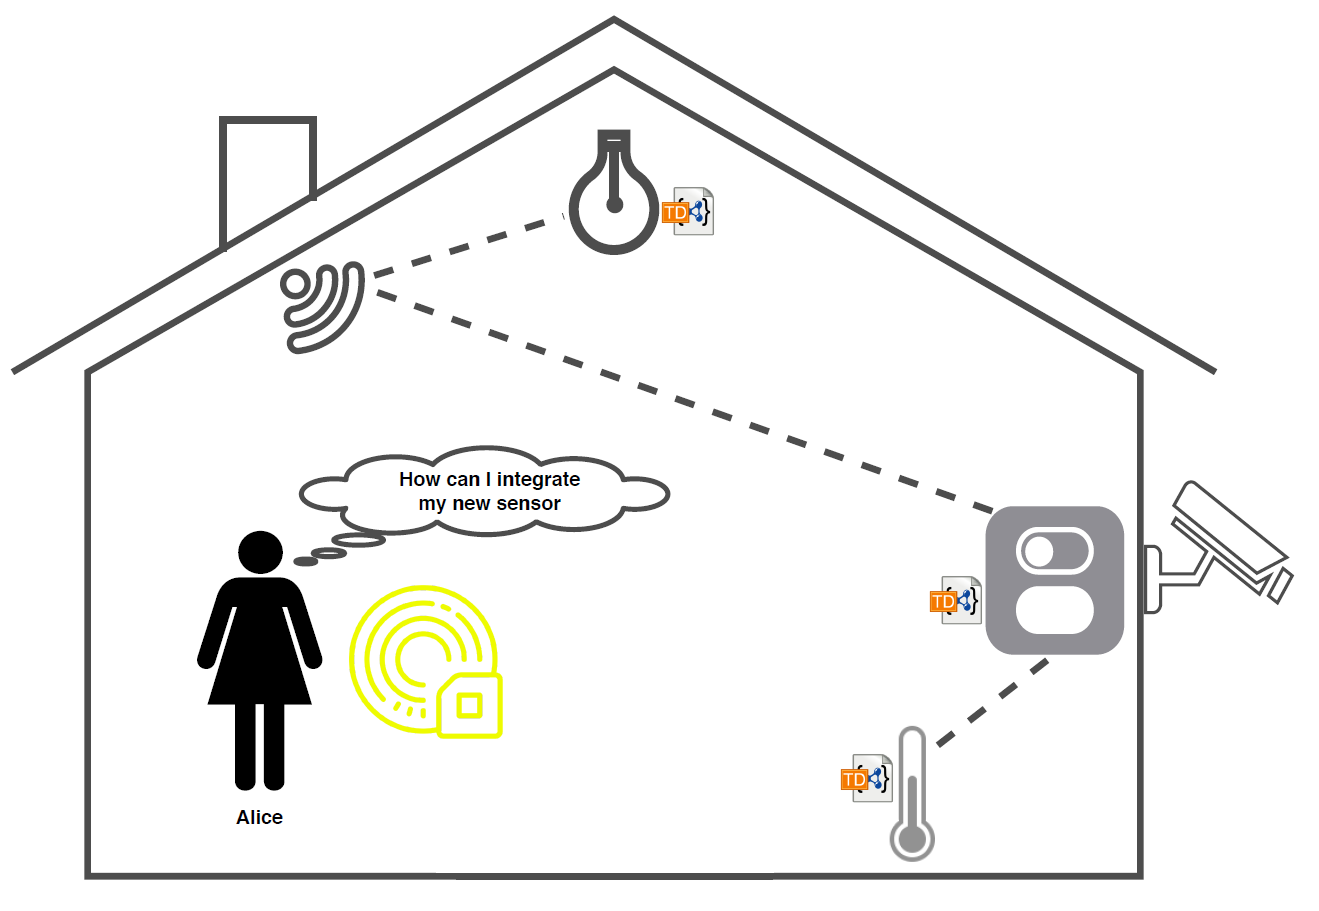 TD
How can I integrate
my new sensor
TD
TD
Alice